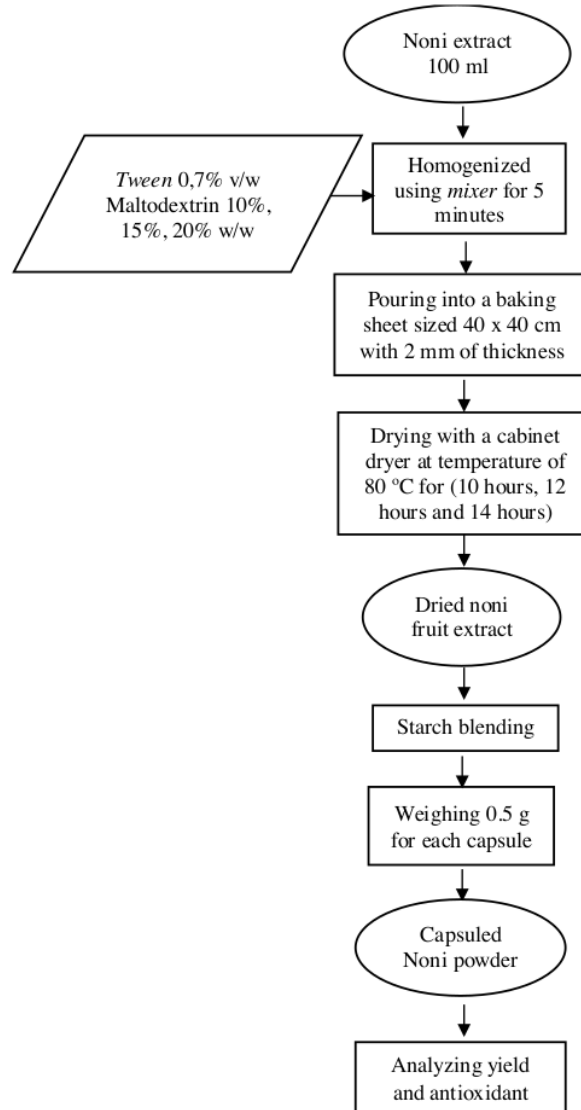 Noni extract
100 ml
Tween 0,7% v/w
Maltodextrin 10%,
15%, 20% w/w
Homogenized
using mixer for 5
minutes
Pouring into a baking
sheet sized 40 x 40 cm
with 2 mm of thickness
Drying with a cabinet
dryer at temperature of
80 ºC for (10 hours, 12
hours and 14 hours)
Dried noni
fruit extract
Starch blending
Weighing 0.5 g
for each capsule
Capsuled
Noni powder
Analyzing yield
and antioxidant